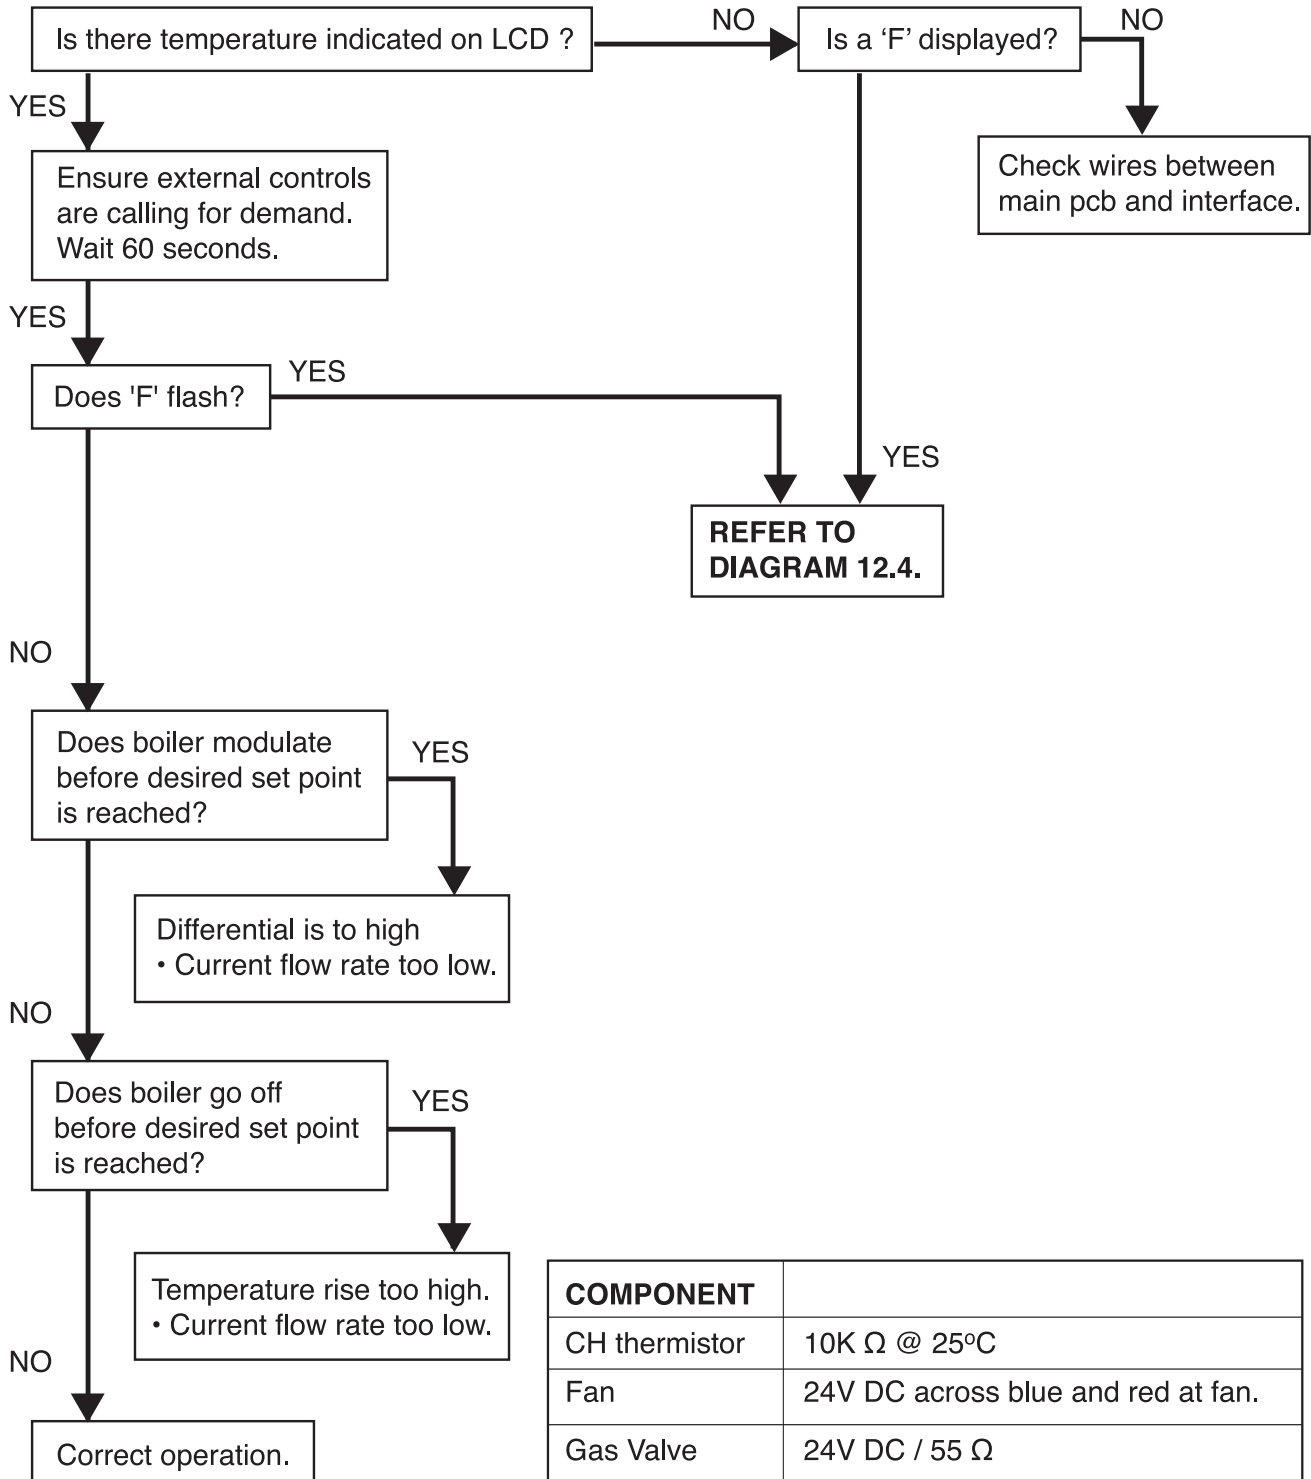 Is there temperature indicated on LCD ?
NO
Is a ‘F’ displayed?
NO
YES
Check wires between
main pcb and interface.
Ensure external controls
are calling for demand.
Wait 60 seconds.
YES
Does 'F' flash?
YES
YES
REFER TO
DIAGRAM 12.4.
NO
Does boiler modulate
before desired set point
is reached?
YES
Differential is to high
• Current flow rate too low.
NO
Does boiler go off
before desired set point
is reached?
YES
Temperature rise too high.
• Current flow rate too low.
NO
Correct operation.
COMPONENT
CH thermistor 10K Ω @ 25°C
Fan 24V DC across blue and red at fan.
Gas Valve 24V DC / 55 Ω